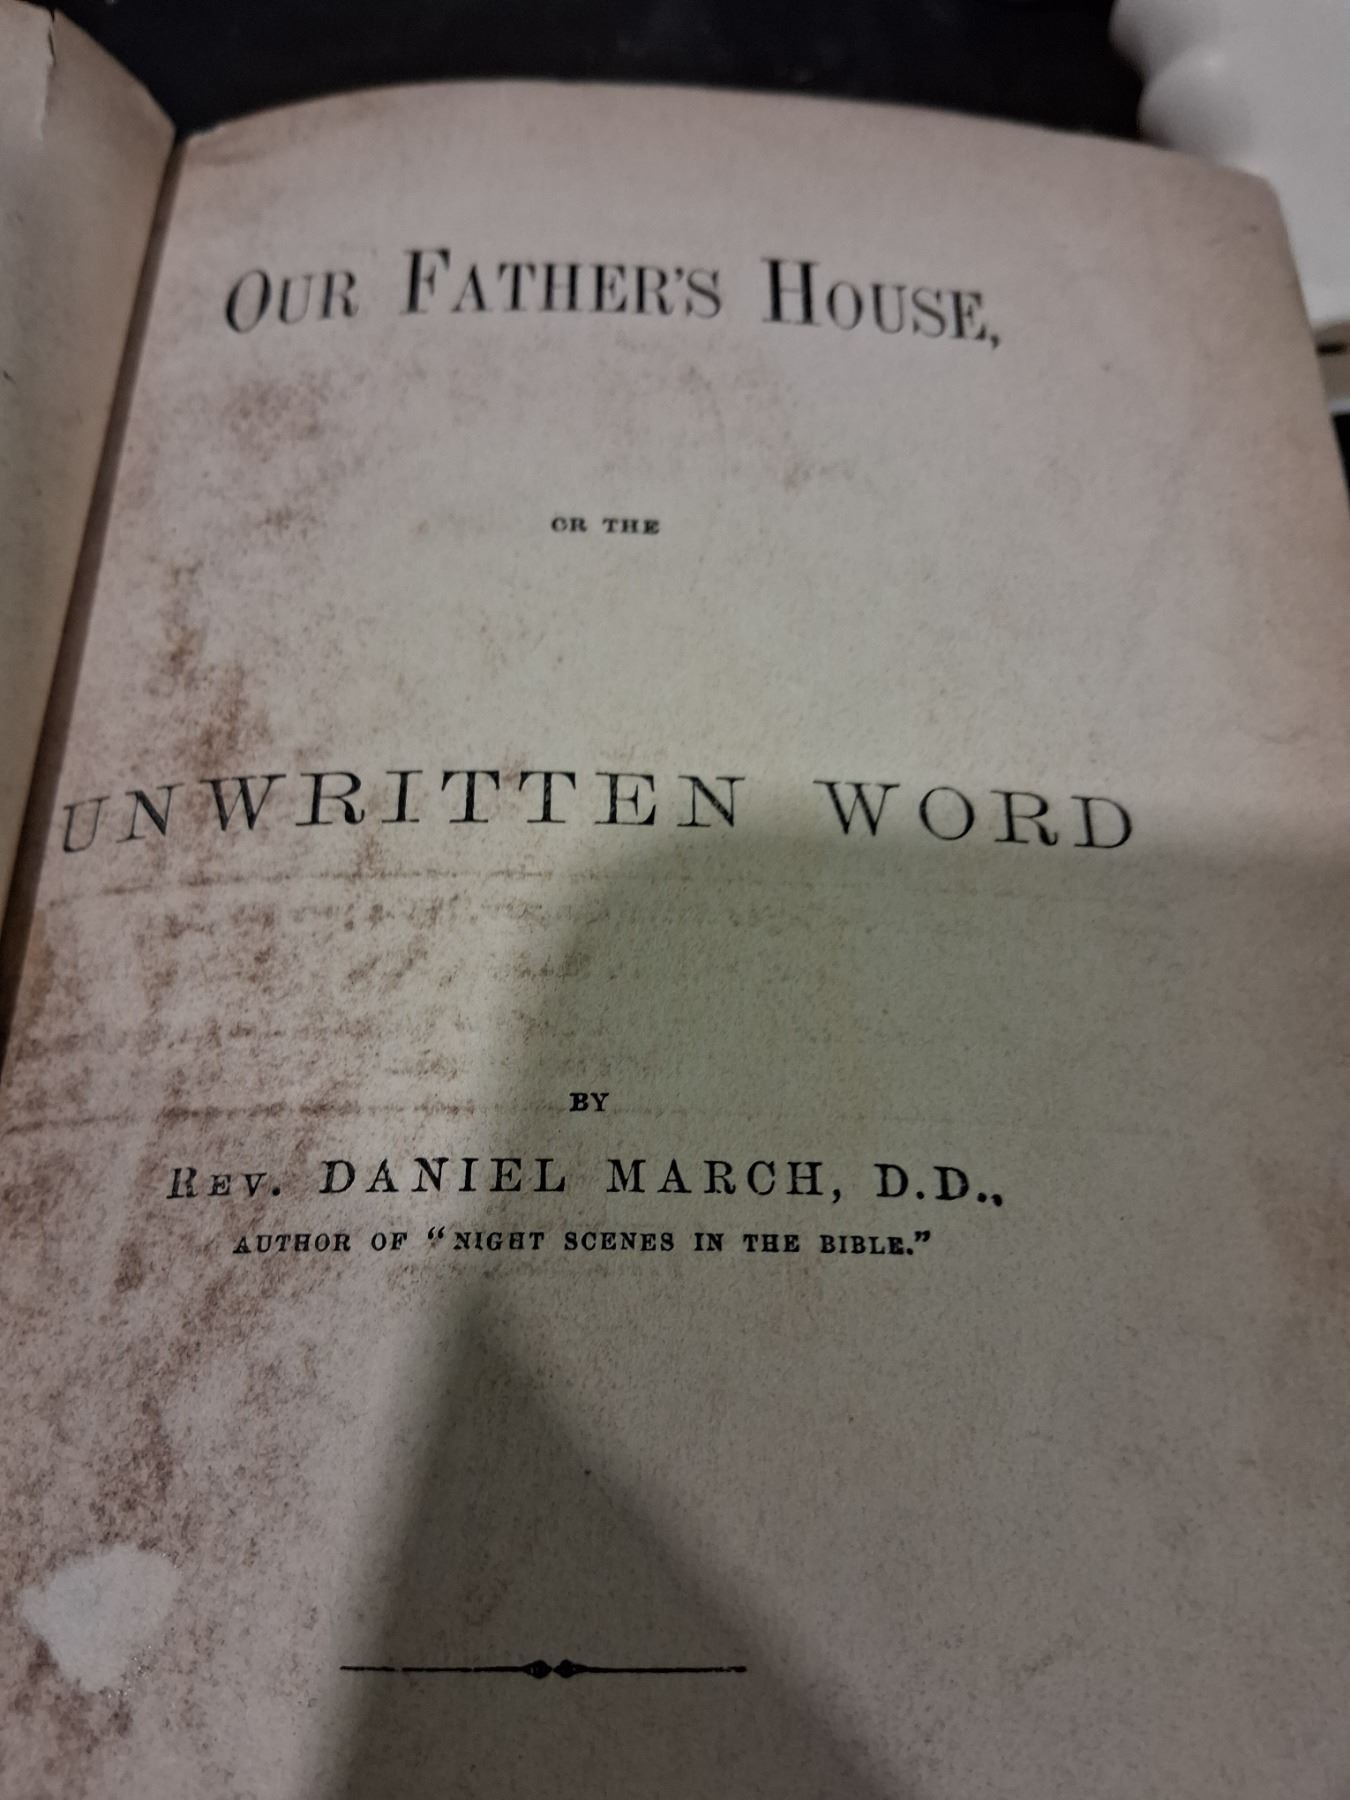 OUR FATHER'S HOUSE,
OR THE
UNWRITTEN WORD
BY
REV. DANIEL MARCH, D.D.,
AUTHOR OF "NIGHT SCENES IN THE BIBLE."